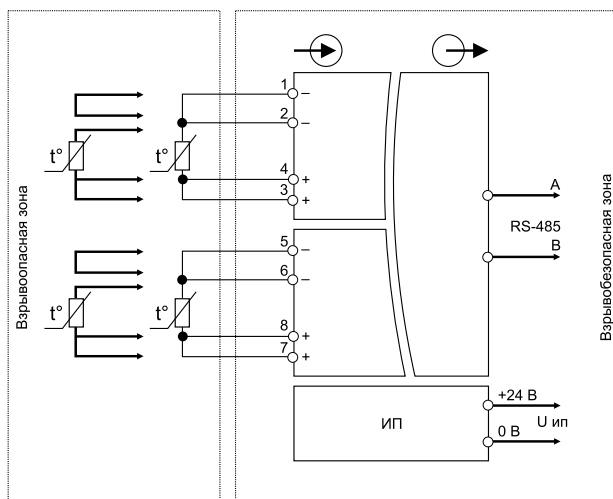 Взрывоопасная зона
t°
t°
t°
t°
1 –
2 –
4 +
3 +
5 –
6 –
8 +
7 +
A
RS-485
B
ИП
+24 В
U ип
0 В
Взрывобезопасная зона